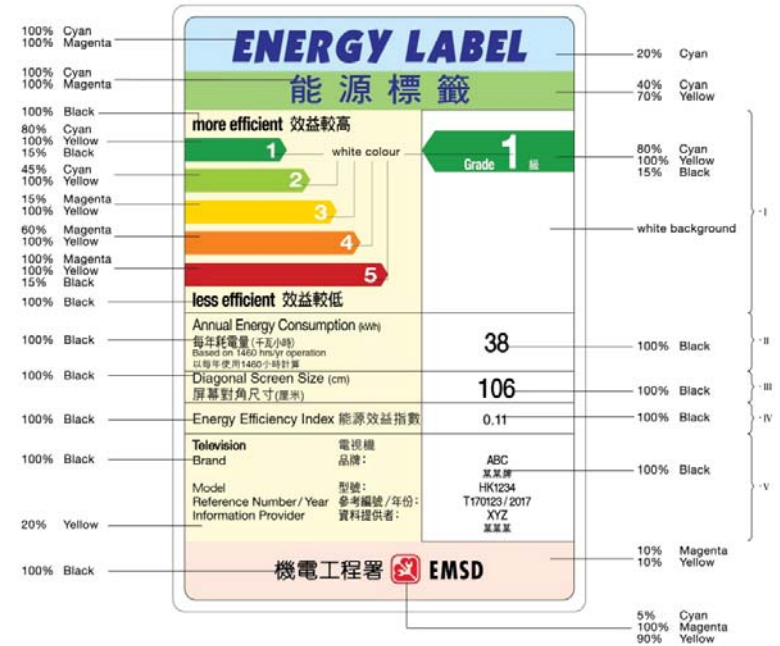 100% Cyan
100% Magenta
ENERGY LABEL
20% Cyan
100% Cyan
100% Magenta
能源標籤
40% Cyan
70% Yellow
100% Black
more efficient 效益較高
80% Cyan
100% Yellow
15% Black
1
white colour
Grade 1 級
80% Cyan
100% Yellow
15% Black
45% Cyan
100% Yellow
2
I
15% Magenta
100% Yellow
3
white background
60% Magenta
100% Yellow
4
100% Magenta
100% Yellow
15% Black
5
100% Black
less efficient 效益較低
Annual Energy Consumption (kWh)
100% Black
每年耗電量(千瓦小時)
Based on 1460 hrs/yr operation
以每年使用1460小時計算
38
100% Black
II
100% Black
Diagonal Screen Size (cm)
屏幕對角尺寸(厘米)
106
100% Black
III
100% Black
Energy Efficiency Index 能源效益指數
0.11
100% Black
IV
Television 電視機
100% Black
Brand 品牌:
ABC
某某牌
100% Black
V
Model 型號:
HK1234
Reference Number/Year 參考編號/年份:
T170123/2017
Information Provider 資料提供者:
XYZ
某某某
20% Yellow
100% Black
機電工程署 EMSD
10% Magenta
10% Yellow
5% Cyan
100% Magenta
90% Yellow